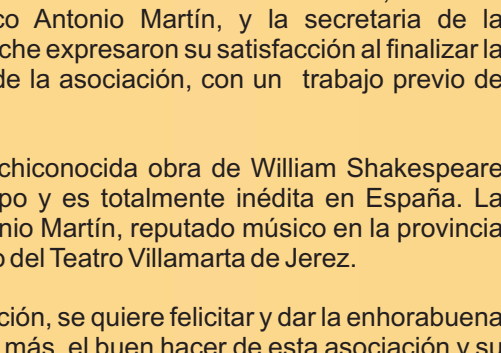 co Antonio Martín, y la secretaria de la
che expresaron su satisfacción al finalizar la
de la asociación, con un trabajo previo de
chiconocida obra de William Shakespeare
po y es totalmente inédita en España. La
nio Martín, reputado músico en la provincia
o del Teatro Villamarta de Jerez.
ción, se quiere felicitar y dar la enhorabuena
más, el buen hacer de esta asociación y su